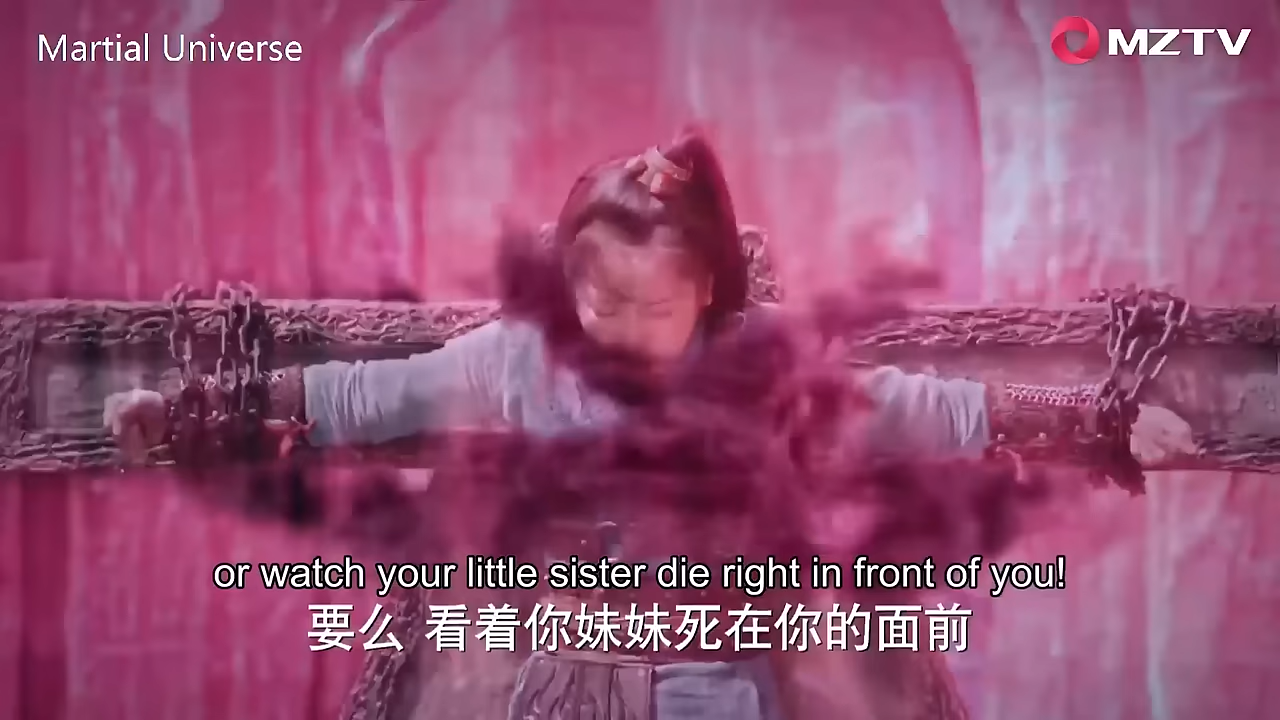 Martial Universe
MZTV
or watch your little sister die right in front of you!
要么 看着你妹妹死在你的面前